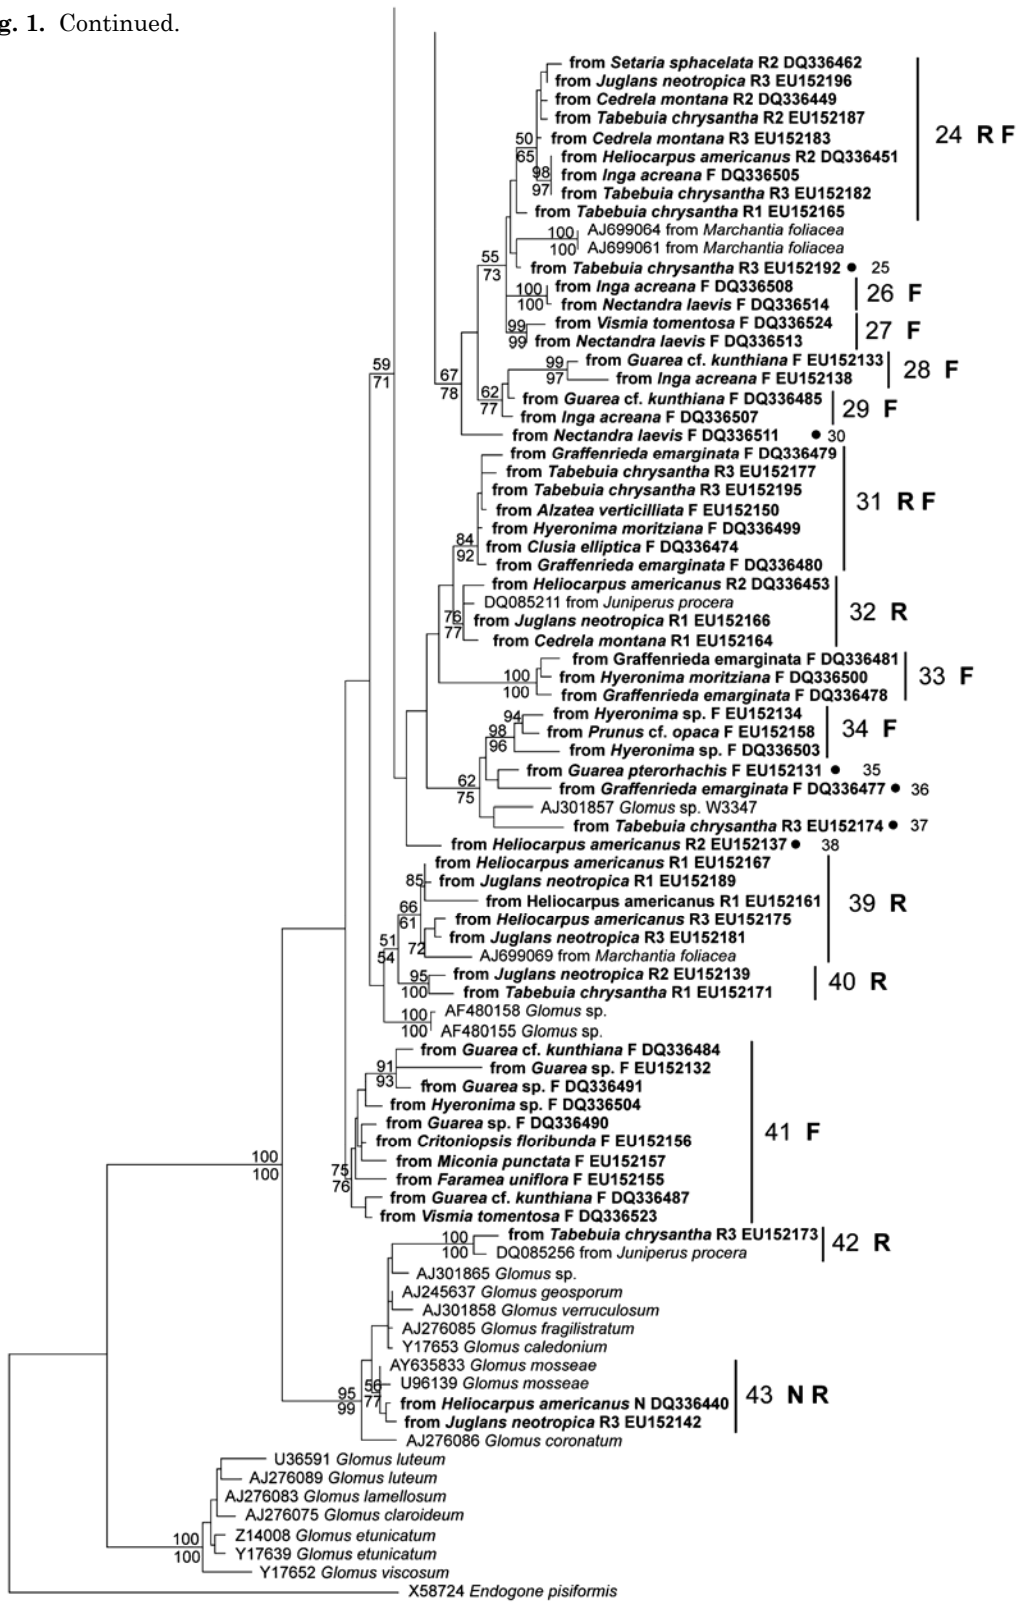 g. 1. Continued.
from Setaria sphacelata R2 DQ336462
from Juglans neotropica R3 EU152196
from Cedrela montana R2 DQ336449
from Tabebuia chrysantha R2 EU152187
50 from Cedrela montana R3 EU152183 24 R F
65 from Heliocarpus americanus R2 DQ336451
98 from Inga acreana F DQ336505
97 from Tabebuia chrysantha R3 EU152182
from Tabebuia chrysantha R1 EU152165
100 AJ699064 from Marchantia foliacea
100 AJ699061 from Marchantia foliacea
55
73 from Tabebuia chrysantha R3 EU152192 ● 25
100 from Inga acreana F DQ336508 26 F
100 from Nectandra laevis F DQ336514
99 from Vismia tomentosa F DQ336524 27 F
99 from Nectandra laevis F DQ336513
59
71
99 from Guarea cf. kunthiana F EU152133 28 F
97 from Inga acreana F EU152138
67
78
62 from Guarea cf. kunthiana F DQ336485 29 F
77 from Inga acreana F DQ336507
from Nectandra laevis F DQ336511 ● 30
from Graffenrieda emarginata F DQ336479
from Tabebuia chrysantha R3 EU152177
from Tabebuia chrysantha R3 EU152195
from Alzatea verticilliata F EU152150 31 R F
from Hyeronima moritziana F DQ336499
84 from Clusia elliptica F DQ336474
92 from Graffenrieda emarginata F DQ336480
from Heliocarpus americanus R2 DQ336453
DQ085211 from Juniperus procera 32 R
76 from Juglans neotropica R1 EU152166
77 from Cedrela montana R1 EU152164
from Graffenrieda emarginata F DQ336481
100 from Hyeronima moritziana F DQ336500 33 F
100 from Graffenrieda emarginata F DQ336478
94 from Hyeronima sp. F EU152134
98 from Prunus cf. opaca F EU152158 34 F
96 from Hyeronima sp. F DQ336503
from Guarea pterorhachis F EU152131 ● 35
62 from Graffenrieda emarginata F DQ336477 ● 36
75 AJ301857 Glomus sp. W3347
from Tabebuia chrysantha R3 EU152174 ● 37
from Heliocarpus americanus R2 EU152137 ● 38
from Heliocarpus americanus R1 EU152167
85 from Juglans neotropica R1 EU152189
from Heliocarpus americanus R1 EU152161 39 R
66
61 from Heliocarpus americanus R3 EU152175
from Juglans neotropica R3 EU152181
51
54
72 AJ699069 from Marchantia foliacea
95 from Juglans neotropica R2 EU152139 40 R
100 from Tabebuia chrysantha R1 EU152171
100 AF480158 Glomus sp.
100 AF480155 Glomus sp.
from Guarea cf. kunthiana F DQ336484
91 from Guarea sp. F EU152132
93 from Guarea sp. F DQ336491
from Hyeronima sp. F DQ336504
from Guarea sp. F DQ336490 41 F
from Critoniopsis floribunda F EU152156
100
100
from Miconia punctata F EU152157
75 from Faramea uniflora F EU152155
76
from Guarea cf. kunthiana F DQ336487
from Vismia tomentosa F DQ336523
100 from Tabebuia chrysantha R3 EU152173 42 R
100 DQ085256 from Juniperus procera
AJ301865 Glomus sp.
AJ245637 Glomus geosporum
AJ301858 Glomus verruculosum
AJ276085 Glomus fragilistratum
Y17653 Glomus caledonium
AY635833 Glomus mosseae
56 U96139 Glomus mosseae 43 N R
77 from Heliocarpus americanus N DQ336440
95
99
from Juglans neotropica R3 EU152142
AJ276086 Glomus coronatum
U36591 Glomus luteum
AJ276089 Glomus luteum
AJ276083 Glomus lamellosum
AJ276075 Glomus claroideum
100 Z14008 Glomus etunicatum
100 Y17639 Glomus etunicatum
Y17652 Glomus viscosum
X58724 Endogone pisiformis